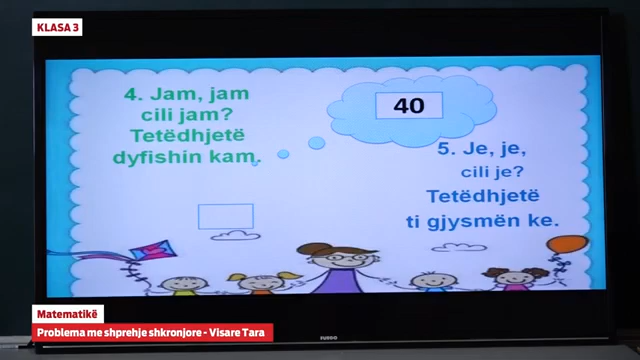 KLASA 3
4. Jam, jam
cili jam?
Tetëdhjetë
dyfishin kam.
40
5. Je, je,
cili je?
Tetëdhjetë
ti gjysmën ke.
Matematikë
Problema me shprehje shkronjore - Visare Tara